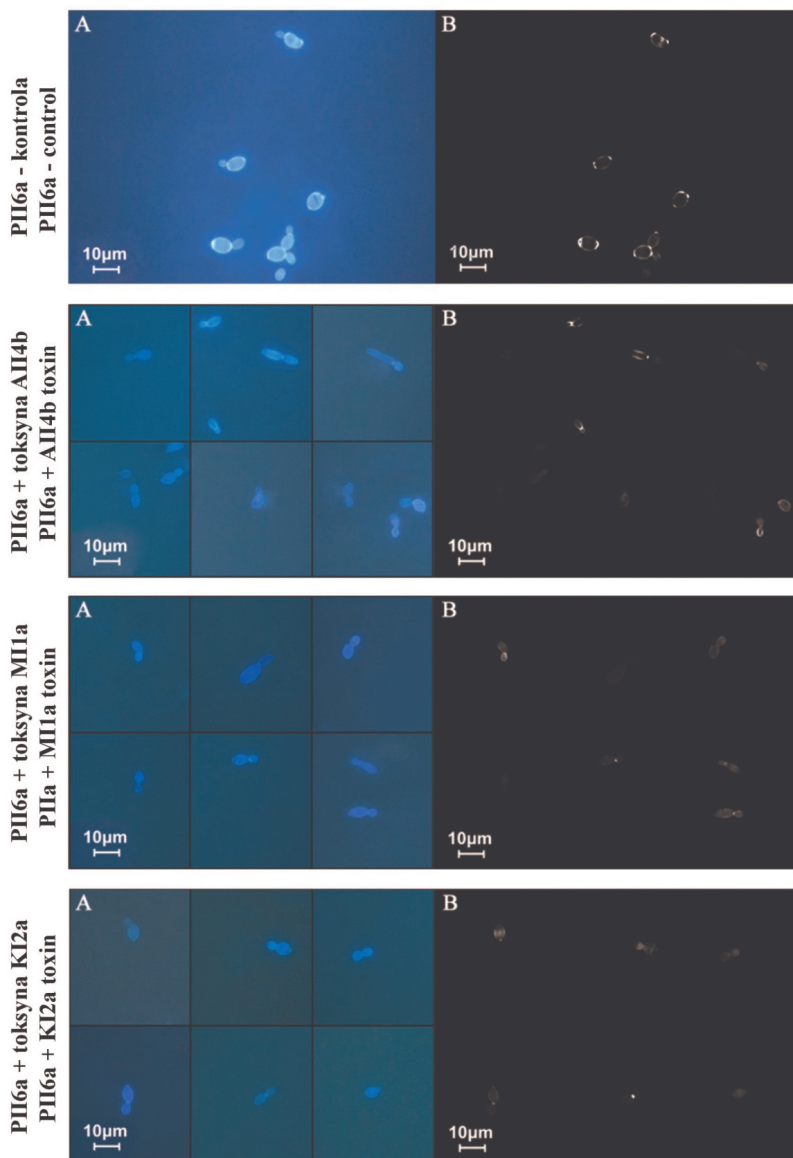 PII6a - kontrola
PII6a - control
A
B
10µm
10µm
PII6a + toksyna AII4b
PII6a + AII4b toxin
A
B
10µm
10µm
PII6a + toksyna MI1a
PIIa + MI1a toxin
A
B
10µm
10µm
PII6a + toksyna KI2a
PII6a + KI2a toxin
A
B
10µm
10µm